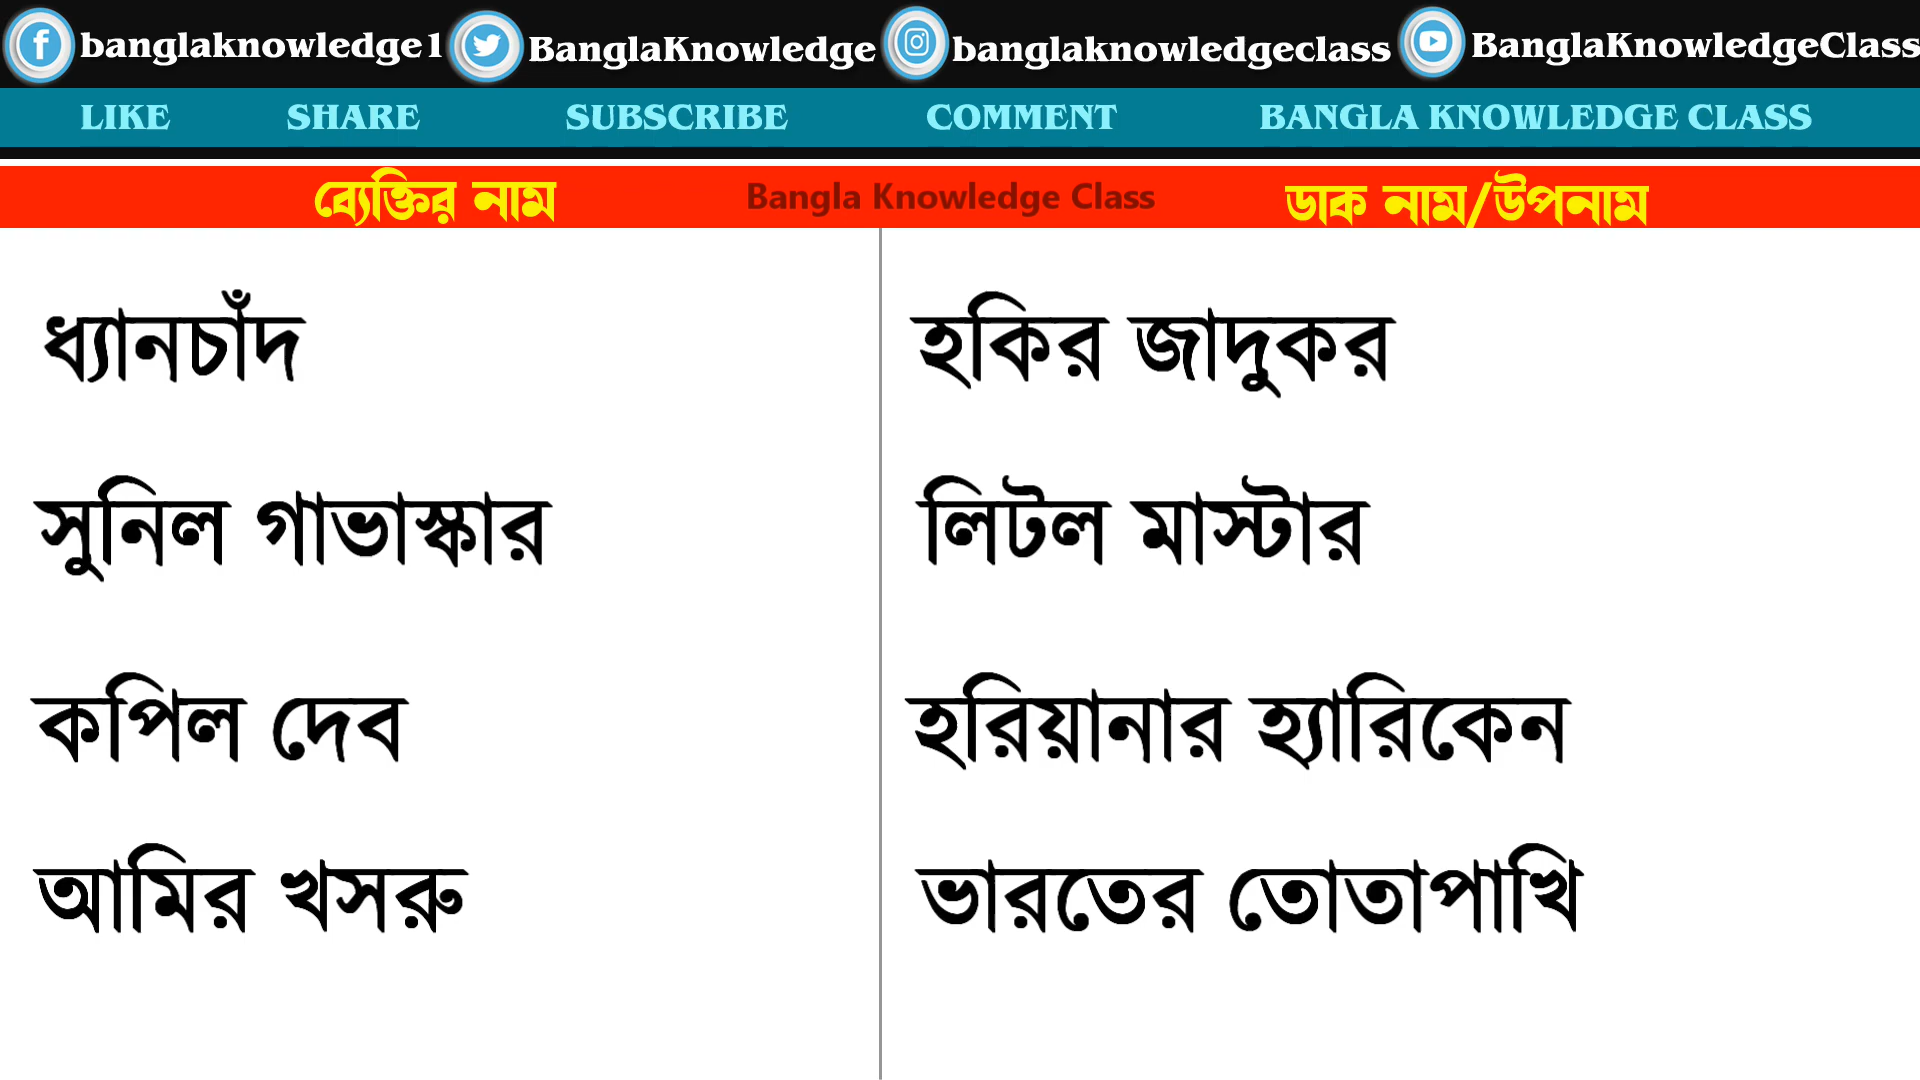 banglaknowledge1 BanglaKnowledge banglaknowledgeclass BanglaKnowledgeClass
LIKE SHARE SUBSCRIBE COMMENT BANGLA KNOWLEDGE CLASS
ব্যেক্তির নাম Bangla Knowledge Class ডাক নাম/উপনাম
ধ্যানচাঁদ হকির জাদুকর
সুনিল গাভাস্কার লিটল মাস্টার
কপিল দেব হরিয়ানার হ্যারিকেন
আমির খসরু ভারতের তোতাপাখি